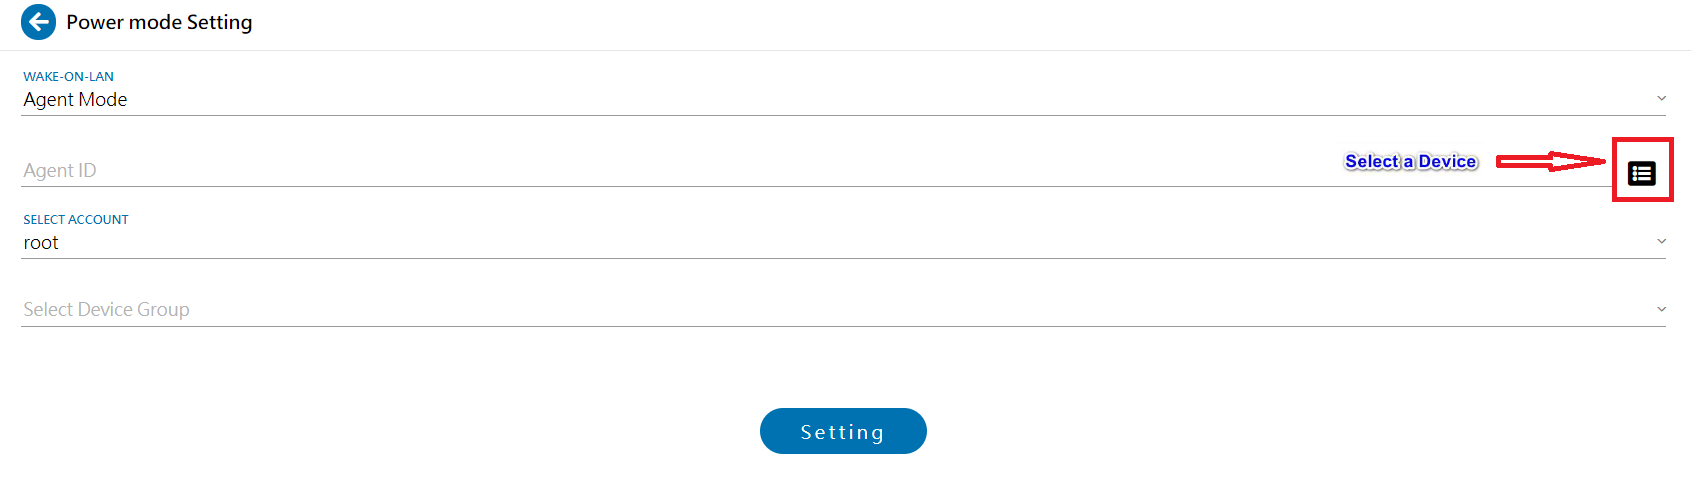 Power mode Setting
WAKE-ON-LAN
Agent Mode
Agent ID
Select a Device
SELECT ACCOUNT
root
Select Device Group
Setting